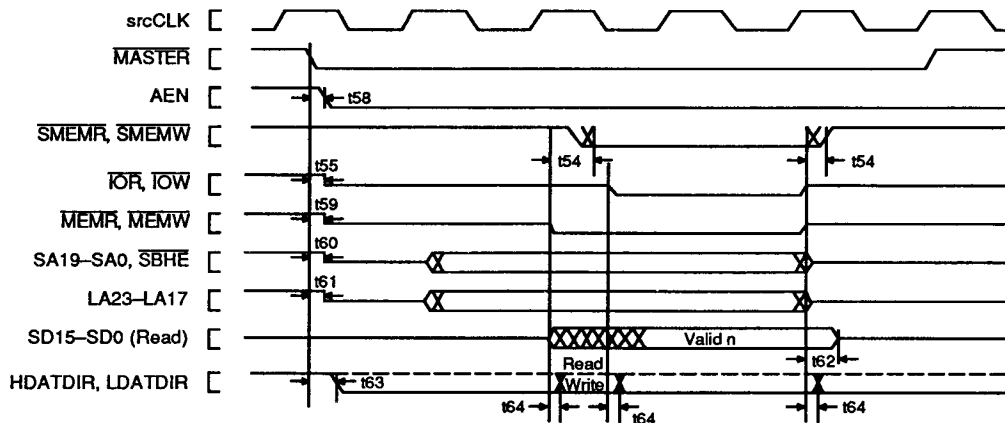 srcCLK
MASTER
AEN
t58
SMEMR, SMEMW
t54
t54
IOR, IOW
t55
MEMR, MEMW
t59
SA19–SA0, SBHE
t60
LA23–LA17
t61
SD15–SD0 (Read)
Valid n
t62
Read
HDATDIR, LDATDIR
t63
Write
t64
t64
t64